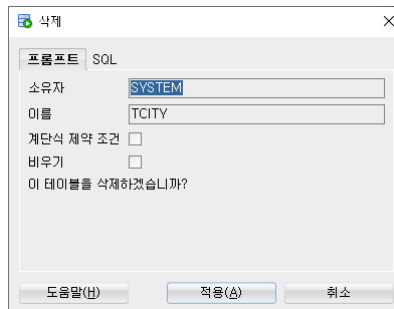 삭제
프롬프트 SQL
소유자 SYSTEM
이름 TCITY
계단식 제약 조건
비우기
이 테이블을 삭제하겠습니까?
도움말(H) 적용(A) 취소